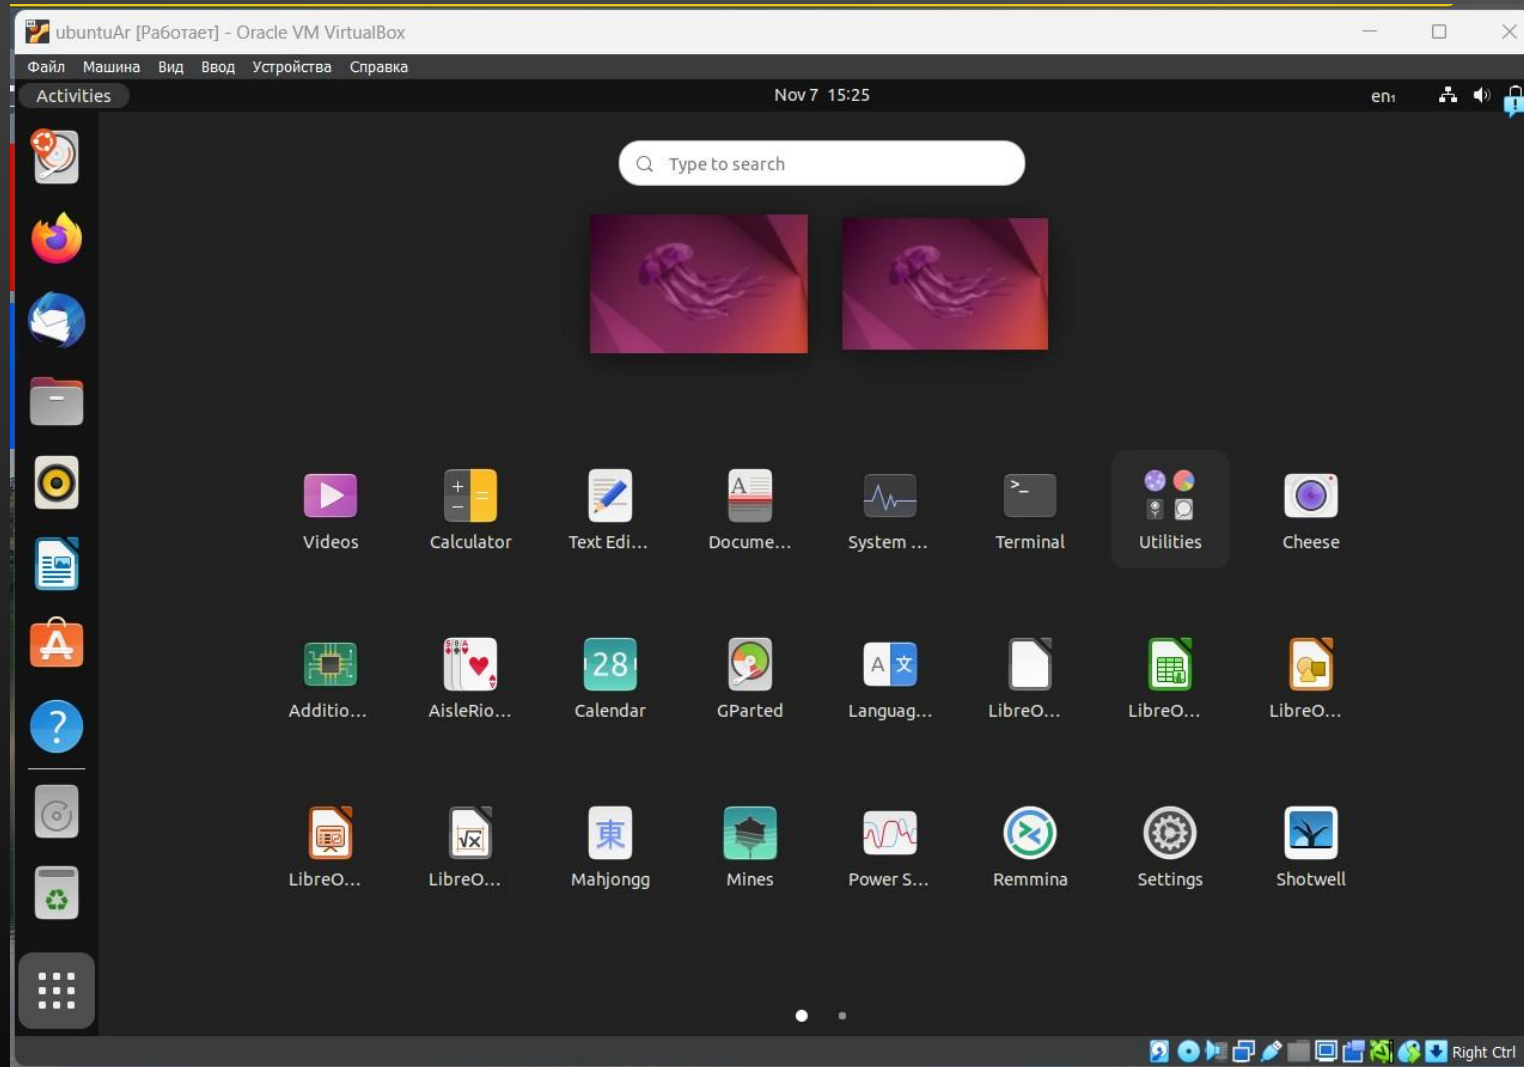 ubuntuAr [Работает] - Oracle VM VirtualBox
Файл Машина Вид Ввод Устройства Справка
Activities Nov 7 15:25 en₁
Type to search
Videos Calculator Text Edi... Docume... System ... Terminal Utilities Cheese
Additio... AisleRio... 28 Calendar GParted Languag... LibreO... LibreO... LibreO...
LibreO... LibreO... Mahjongg Mines Power S... Remmina Settings Shotwell
Right Ctrl